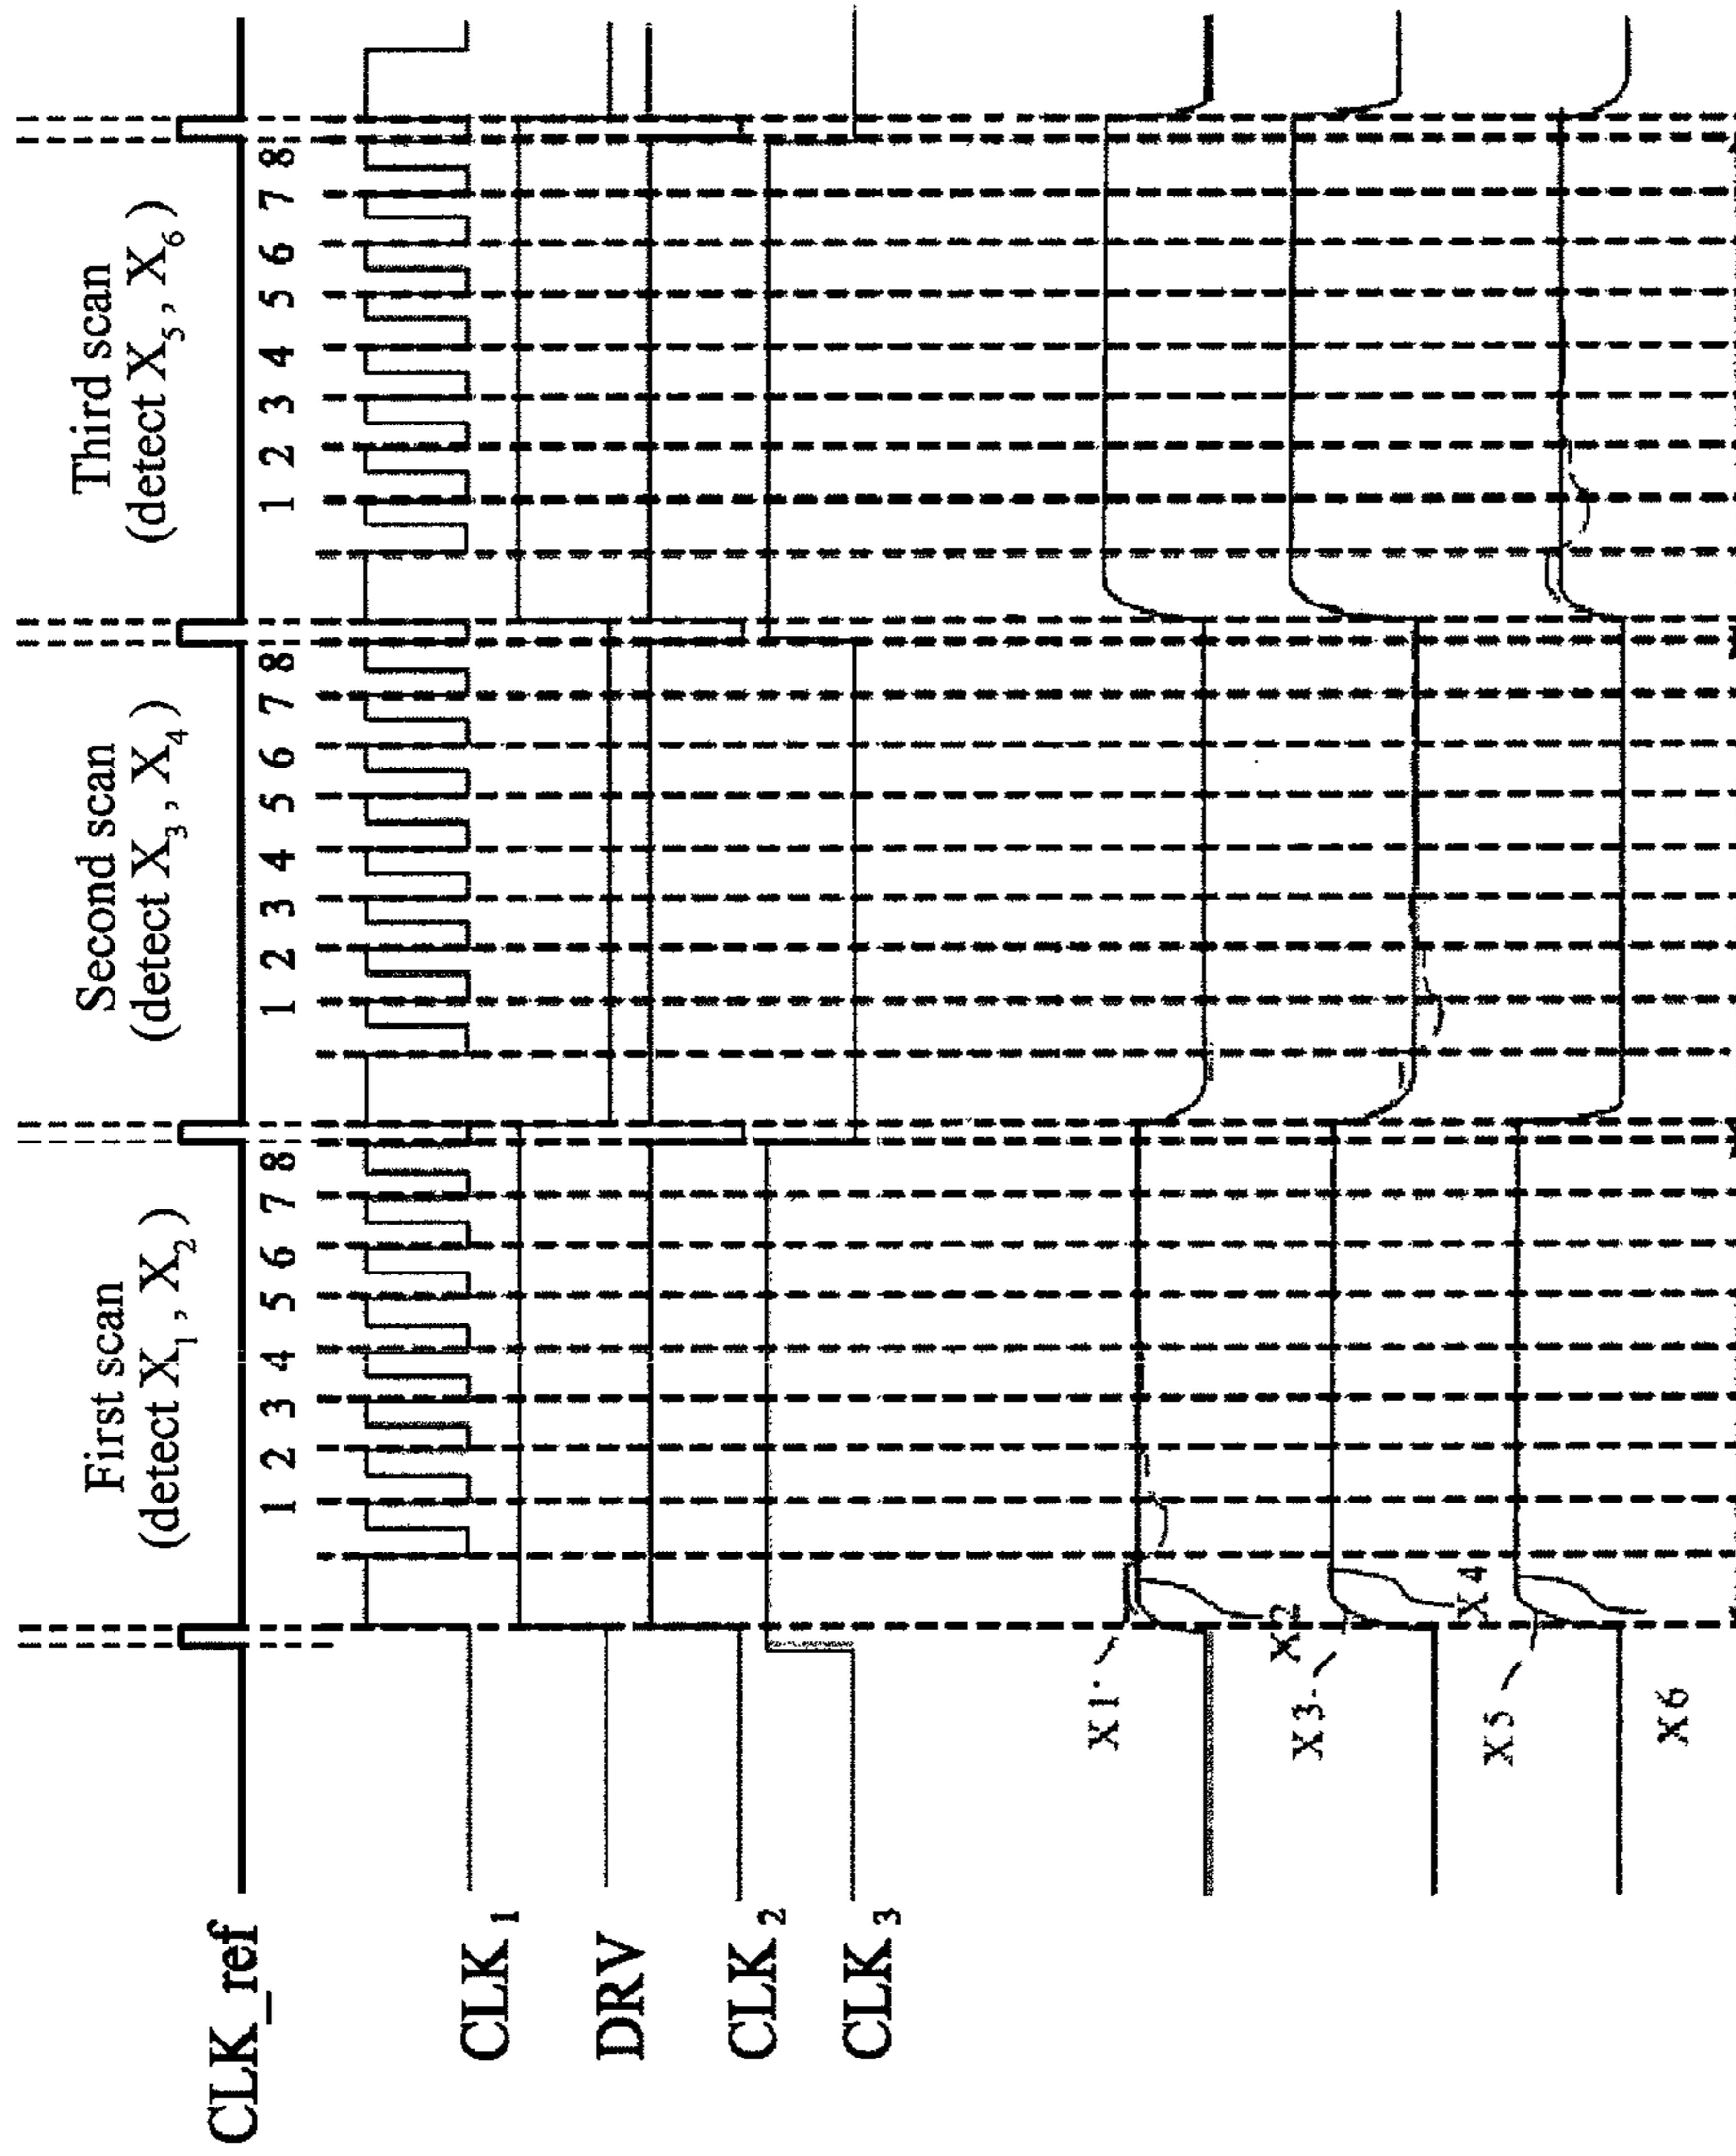 First scan
(detect X₁, X₂)
Second scan
(detect X₃, X₄)
Third scan
(detect X₅, X₆)
CLK_ref
1 2 3 4 5 6 7 8
1 2 3 4 5 6 7 8
1 2 3 4 5 6 7 8
CLK₁
DRV
CLK₂
CLK₃
X1
X2
X3
X4
X5
X6